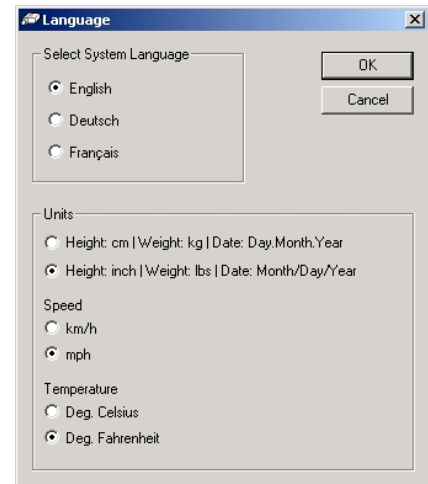 Language
Select System Language
English
Deutsch
Français
OK
Cancel
Units
Height: cm | Weight: kg | Date: Day.Month.Year
Height: inch | Weight: lbs | Date: Month/Day/Year
Speed
km/h
mph
Temperature
Deg. Celsius
Deg. Fahrenheit